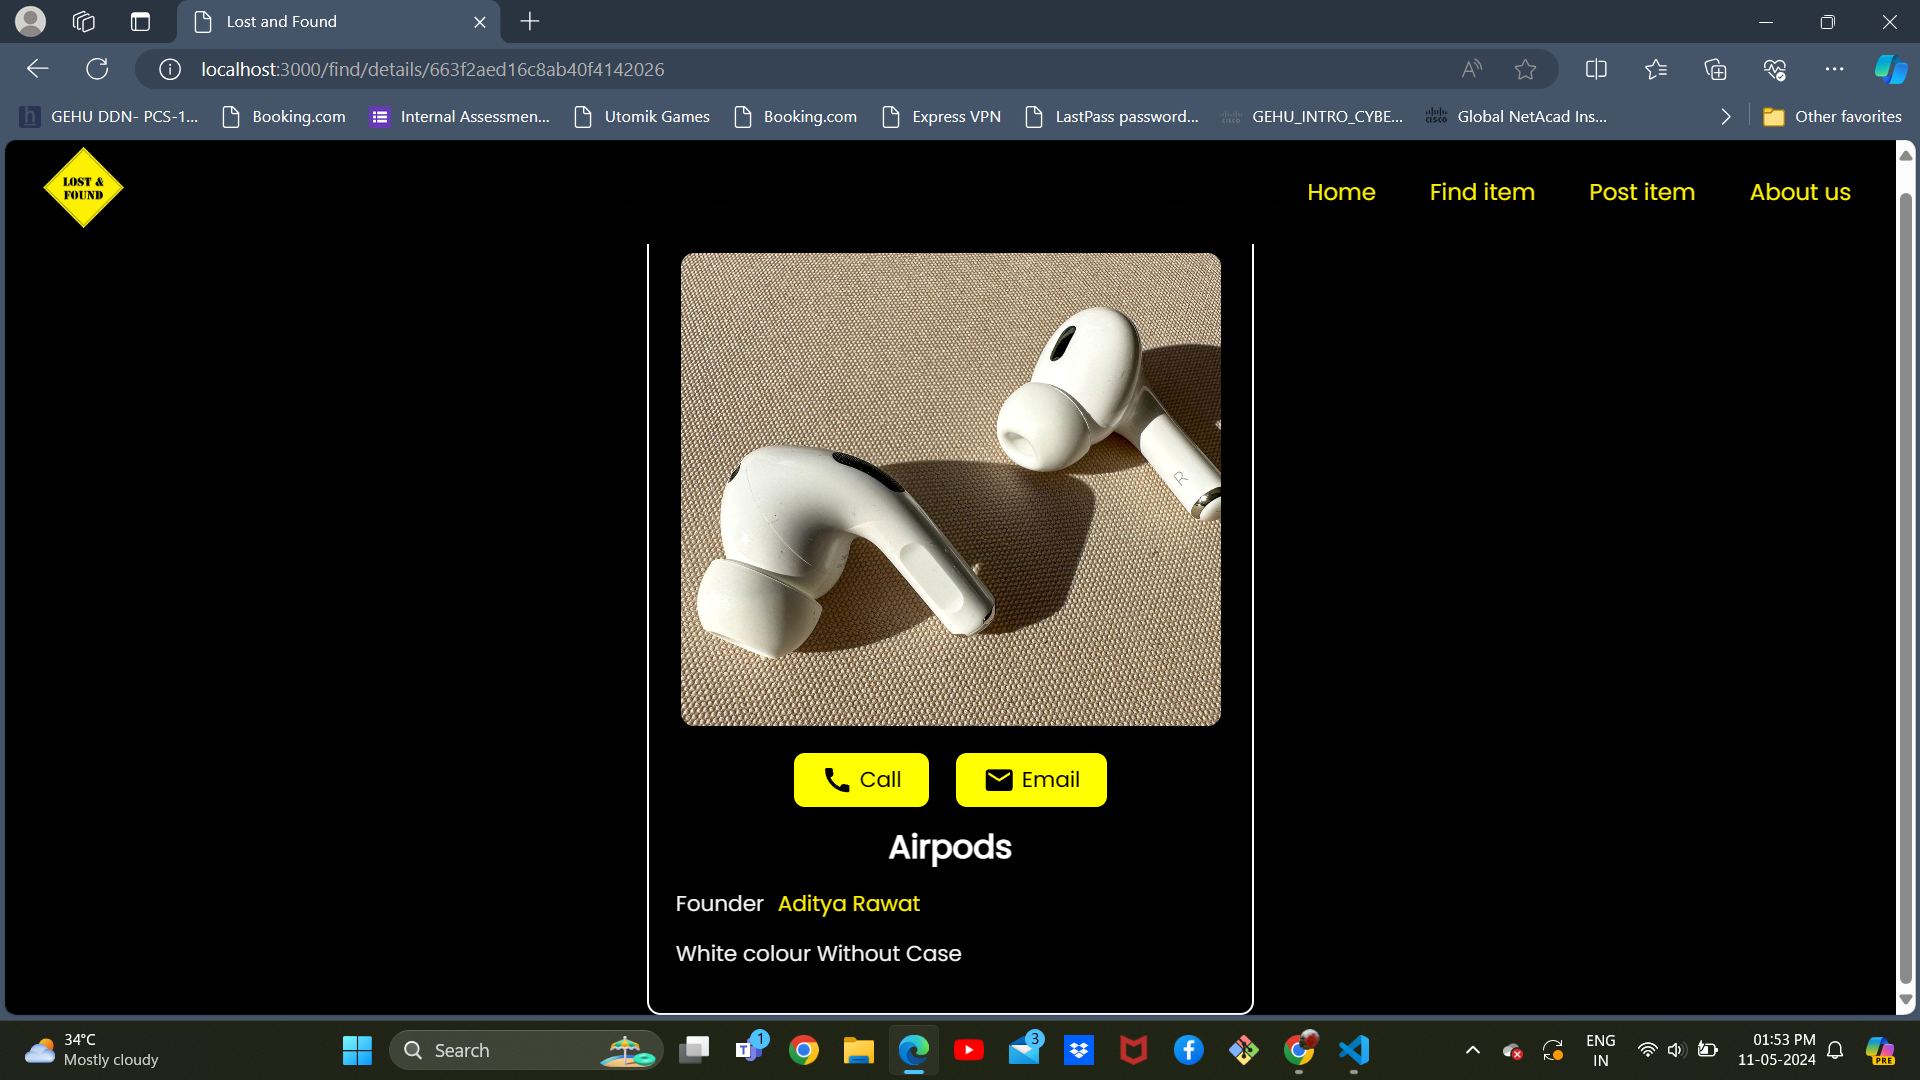 Lost and Found
localhost:3000/find/details/663f2aed16c8ab40f4142026
GEHU DDN- PCS-1... Booking.com Internal Assessmen... Utomik Games Booking.com Express VPN LastPass password... GEHU_INTRO_CYBE... Global NetAcad Ins... Other favorites
LOST &
FOUND
Home Find item Post item About us
R
Call Email
Airpods
Founder Aditya Rawat
White colour Without Case
34°C
Mostly cloudy
Search
1
3
ENG
IN
01:53 PM
11-05-2024
PRE